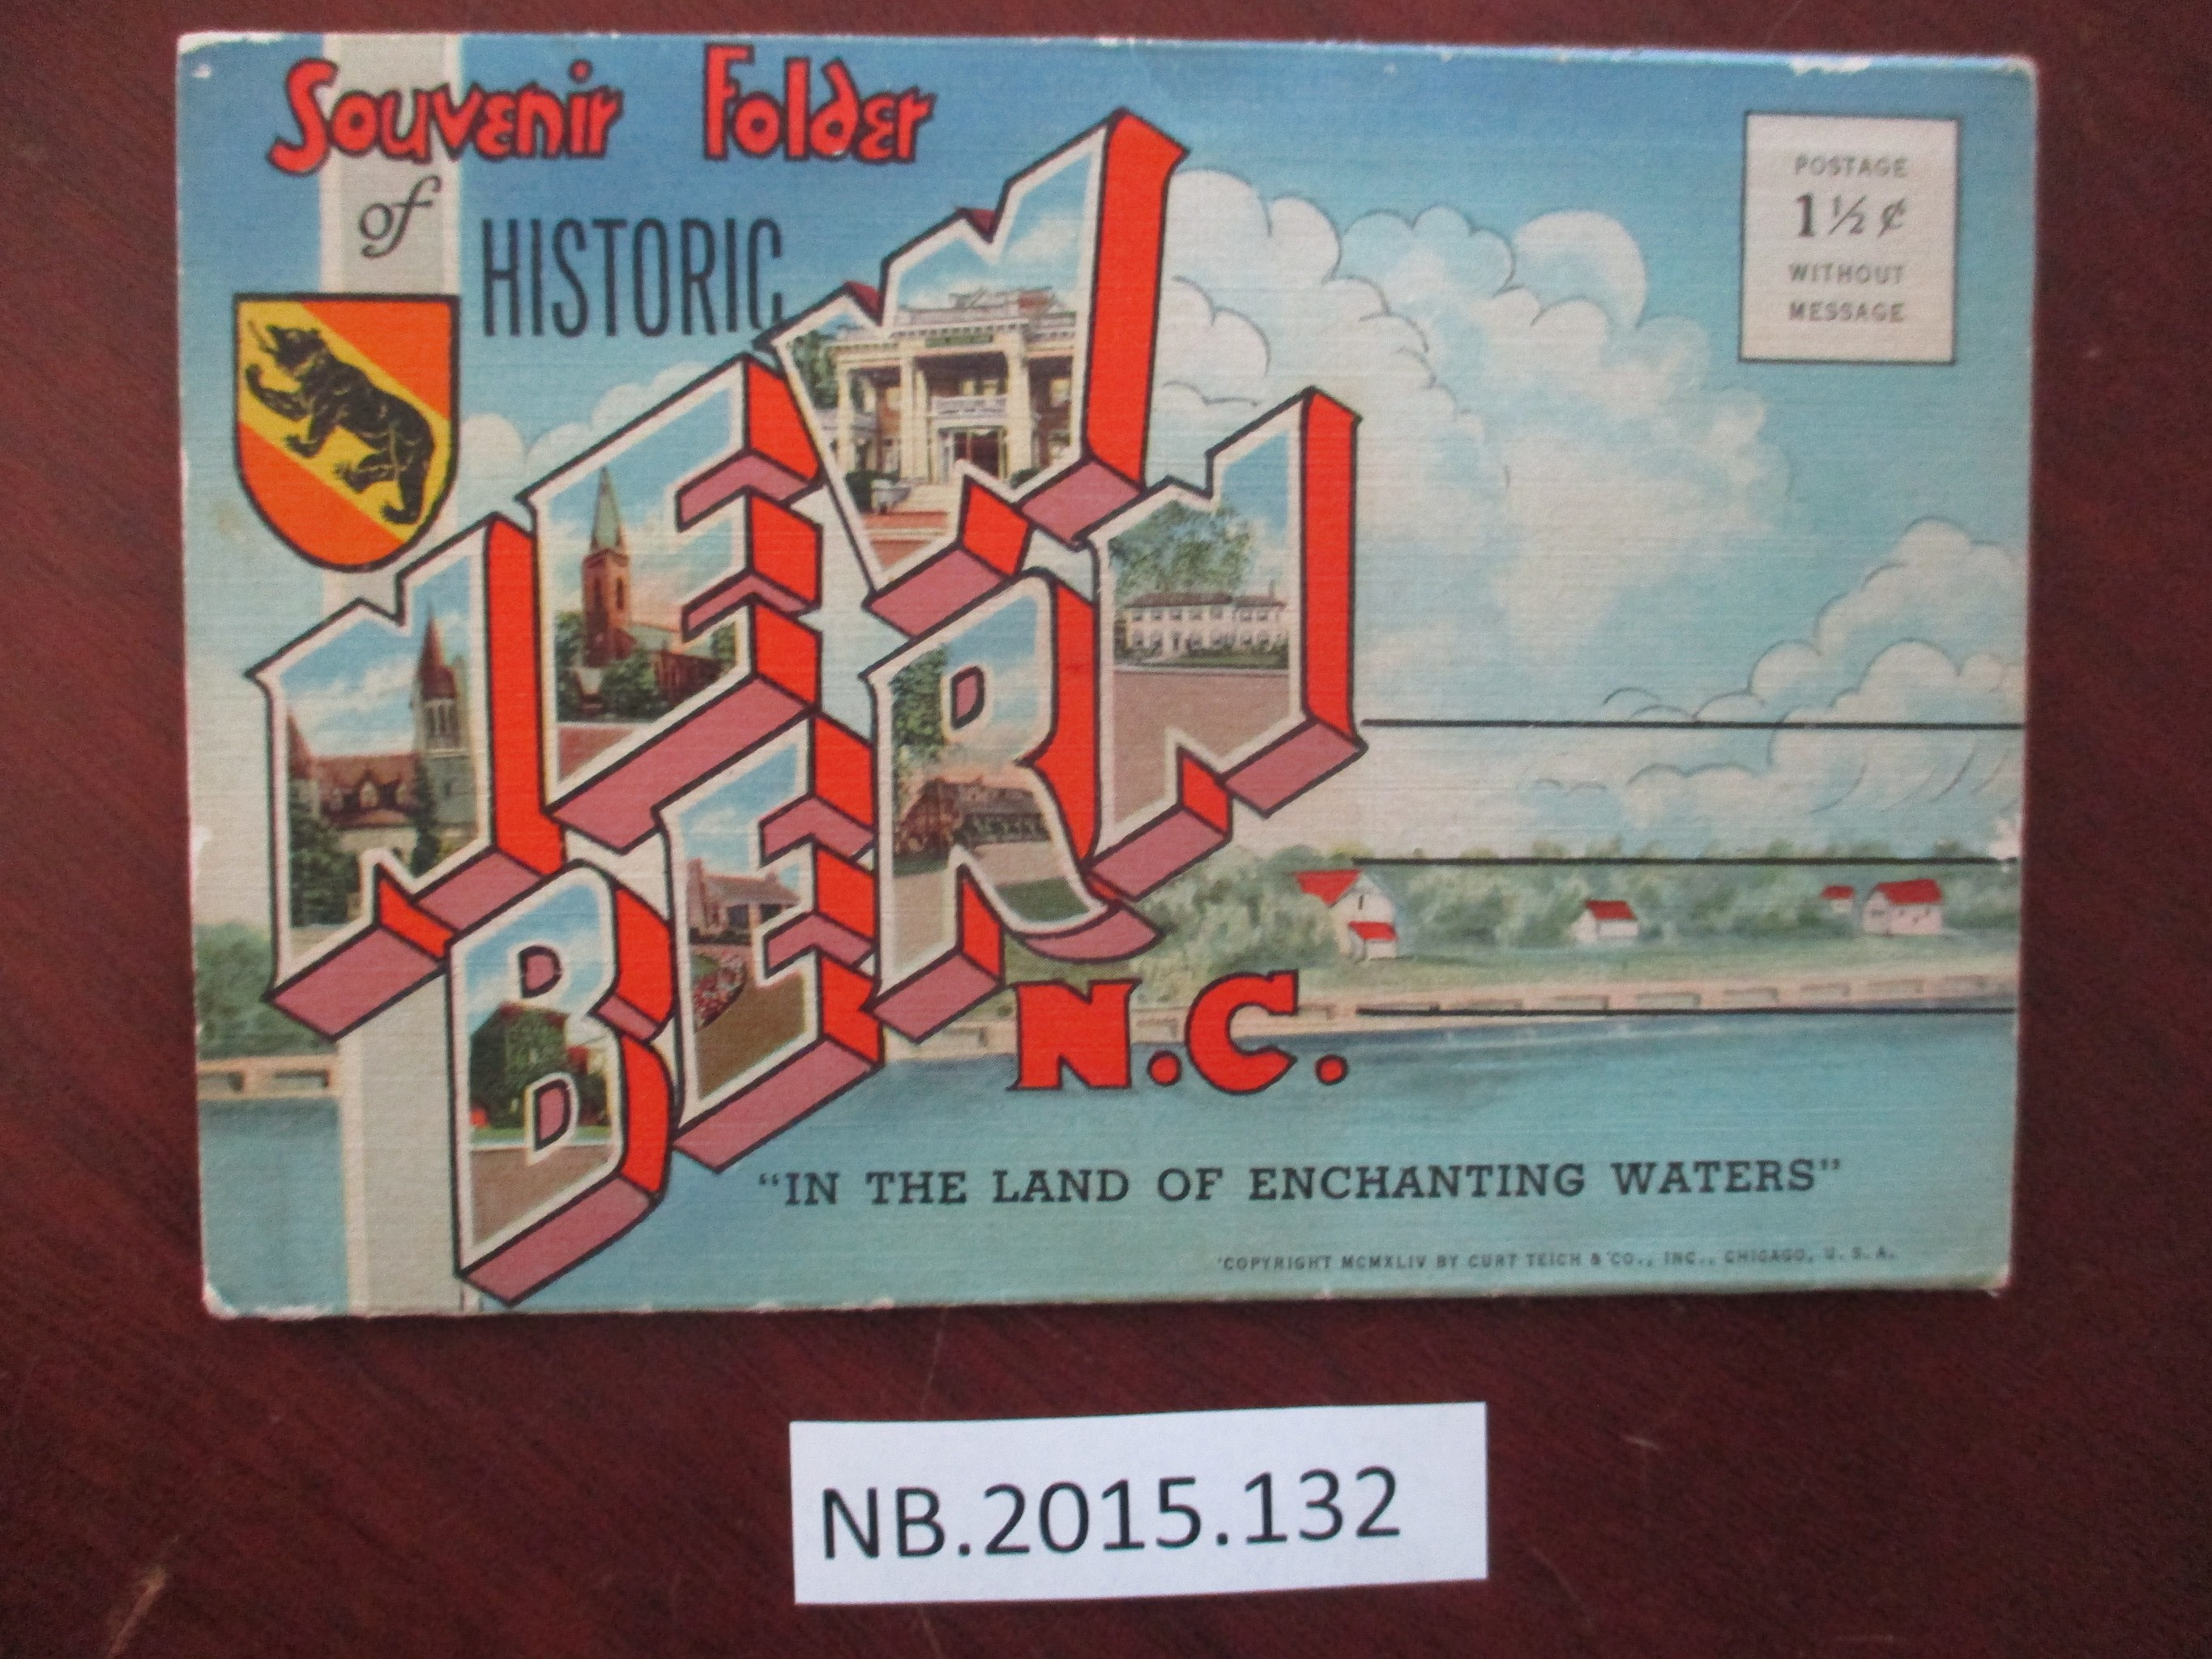 Souvenir Folder
of
HISTORIC
NEW
BERN
N.C.
POSTAGE
1½ ¢
WITHOUT
MESSAGE
"IN THE LAND OF ENCHANTING WATERS"
COPYRIGHT MCMXLIV BY CURT TEICH & CO., INC., CHICAGO, U. S. A.
NB.2015.132